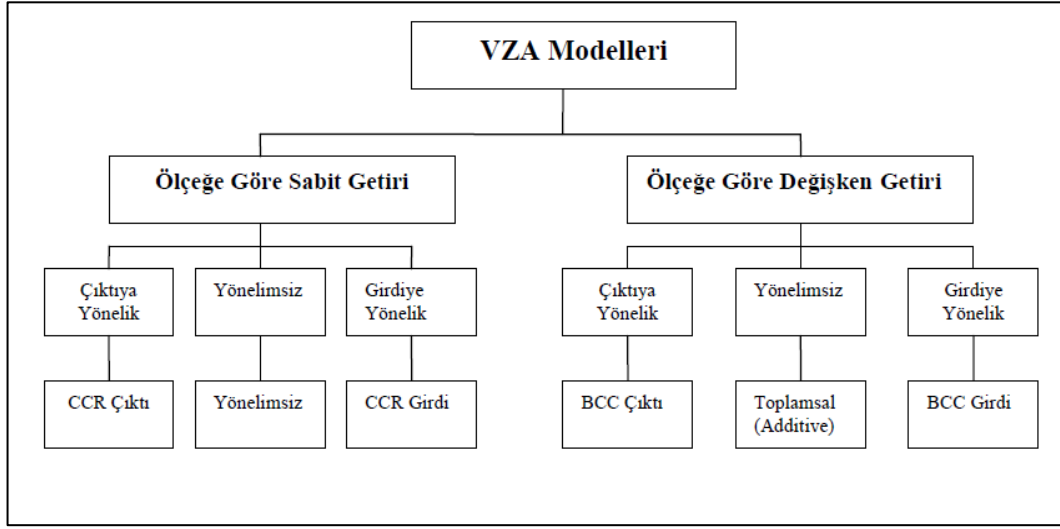 VZA Modelleri
Ölçeğe Göre Sabit Getiri
Ölçeğe Göre Değişken Getiri
Çıktıya
Yönelik
Yönelimsiz
Girdiye
Yönelik
Çıktıya
Yönelik
Yönelimsiz
Girdiye
Yönelik
CCR Çıktı
Yönelimsiz
CCR Girdi
BCC Çıktı
Toplamsal
(Additive)
BCC Girdi